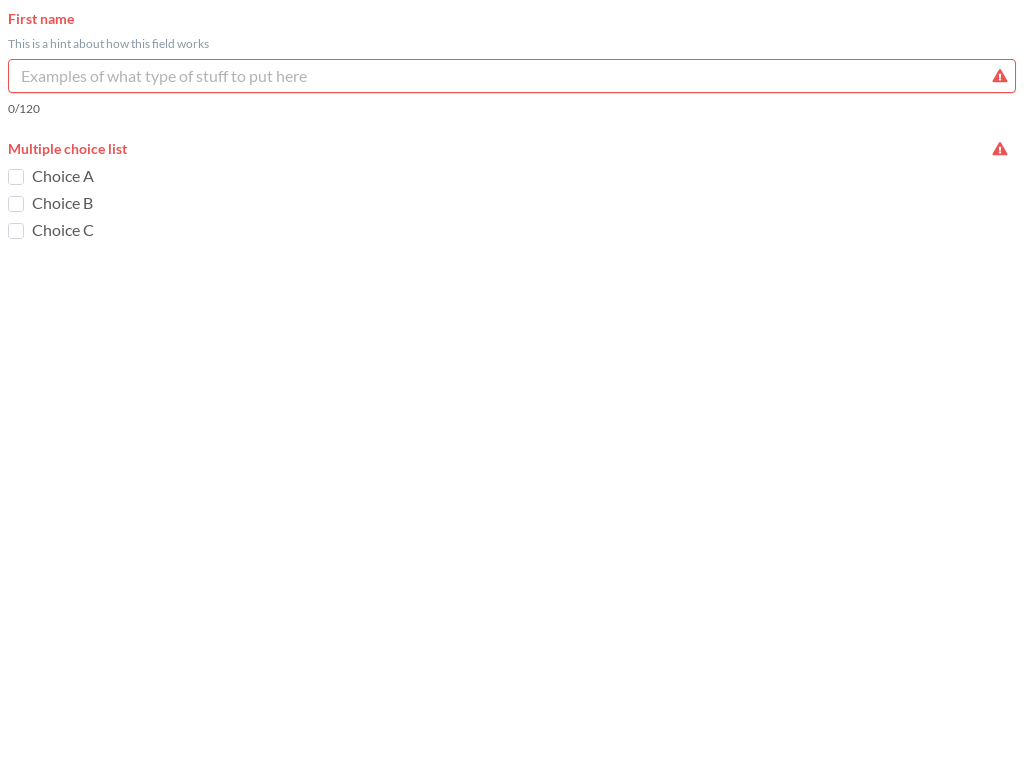 First name
This is a hint about how this field works
Examples of what type of stuff to put here
0/120
Multiple choice list
Choice A
Choice B
Choice C